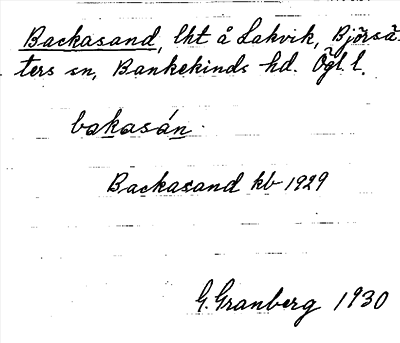 Backasand, lht å Lakvik, Björsä-
ters sn, Bankekinds hd. Ögl. l.
bakasán.
Backasand kb 1929
G. Granberg 1930